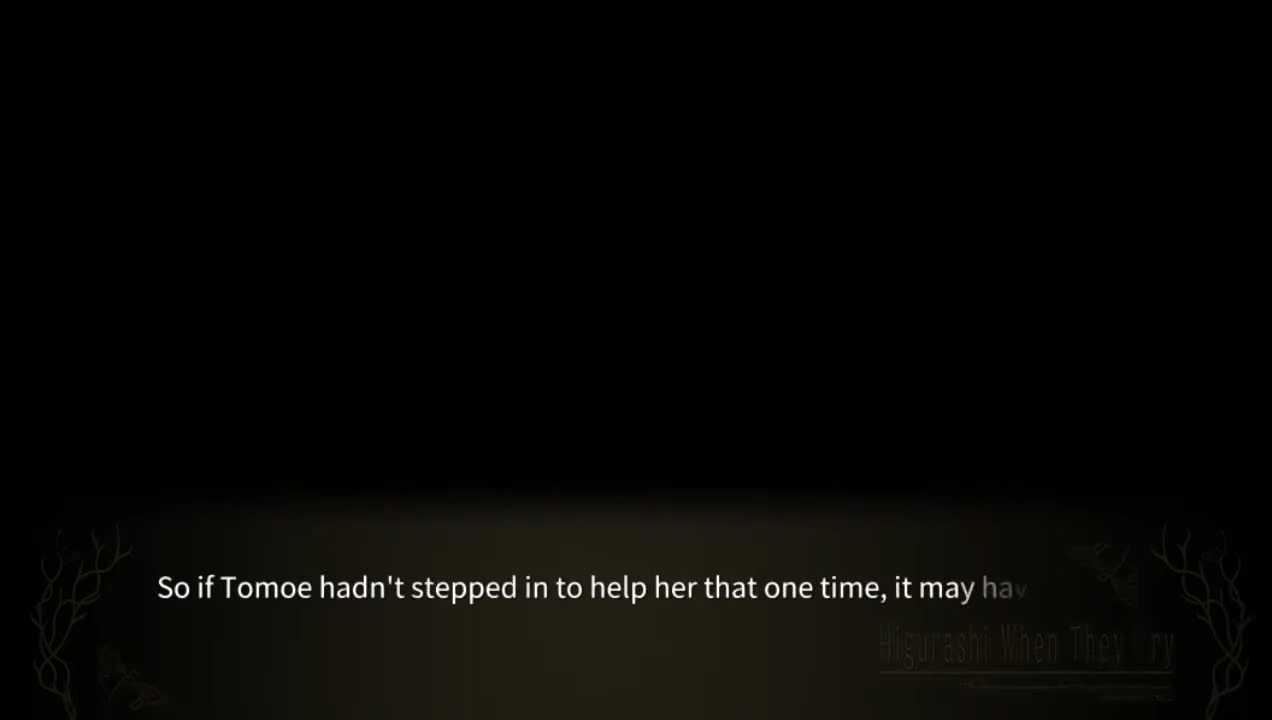 So if Tomoe hadn't stepped in to help her that one time, it may hav
Higurashi When They Cry